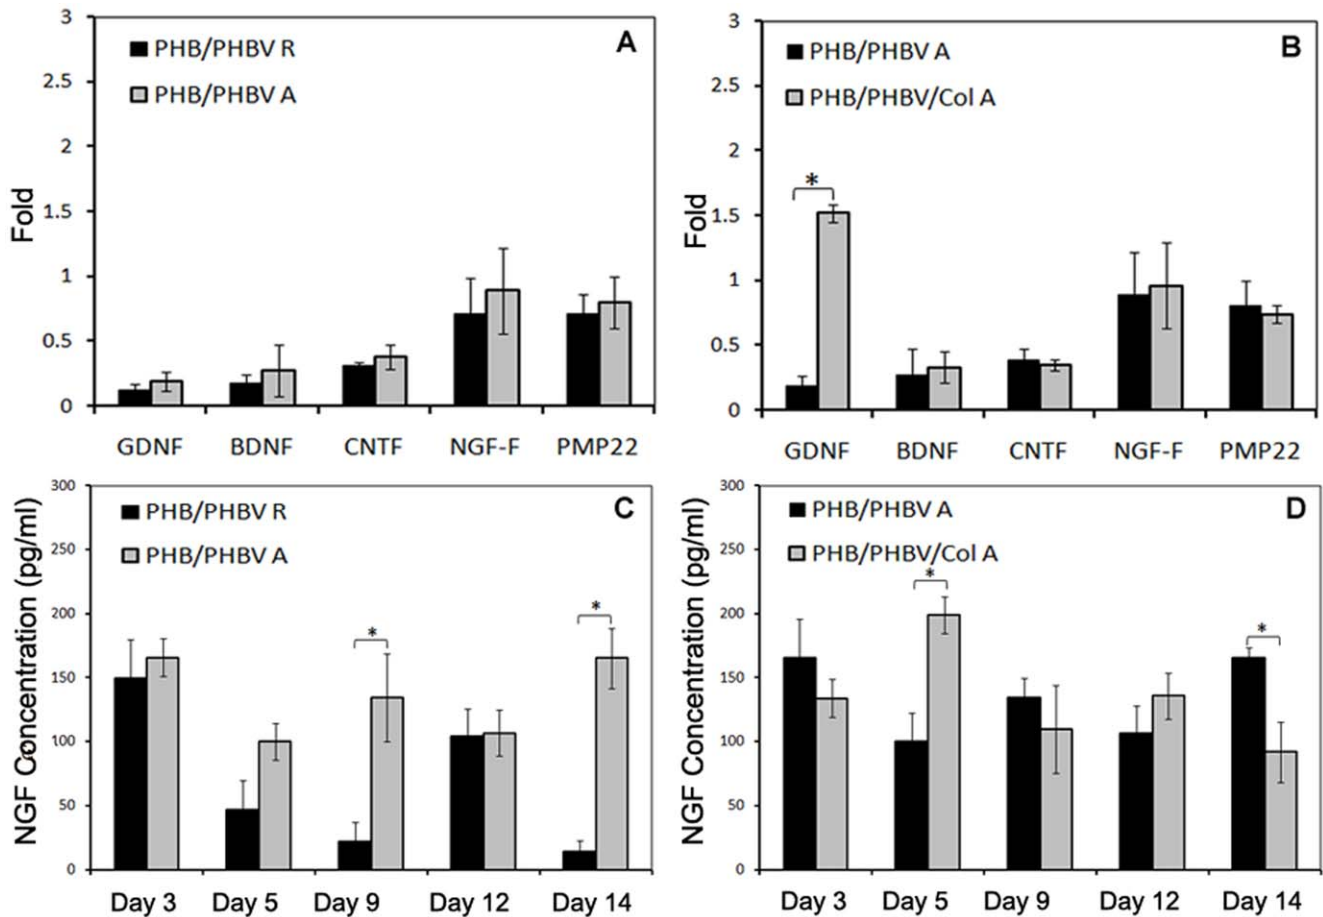 A
PHB/PHBV R
PHB/PHBV A
3
2.5
2
1.5
1
0.5
0
Fold
GDNF BDNF CNTF NGF-F PMP22
B
PHB/PHBV A
PHB/PHBV/Col A
3
2.5
2
1.5
1
0.5
0
Fold
*
GDNF BDNF CNTF NGF-F PMP22
C
PHB/PHBV R
PHB/PHBV A
300
250
200
150
100
50
0
NGF Concentration (pg/ml)
*
*
Day 3 Day 5 Day 9 Day 12 Day 14
D
PHB/PHBV A
PHB/PHBV/Col A
300
250
200
150
100
50
0
NGF Concentration (pg/ml)
*
*
Day 3 Day 5 Day 9 Day 12 Day 14